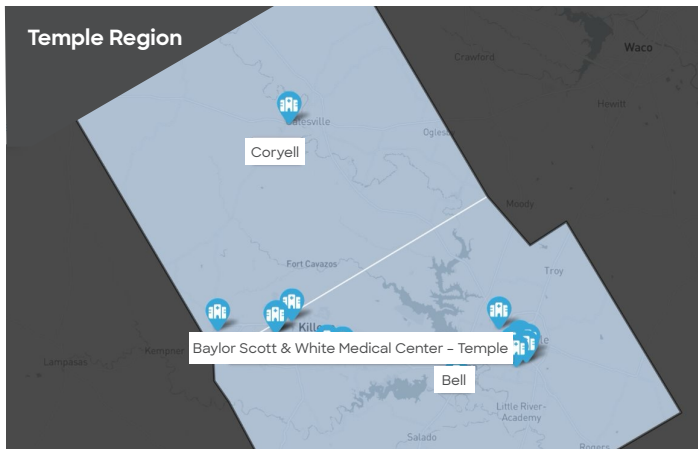 Temple Region
Waco
Crawford
Hewitt
Oglesby
Coryell
Moody
Fort Cavazos
Troy
Baylor Scott & White Medical Center – Temple
Kempner
Lampasas
Bell
Little River-
Academy
Salado
Rogers